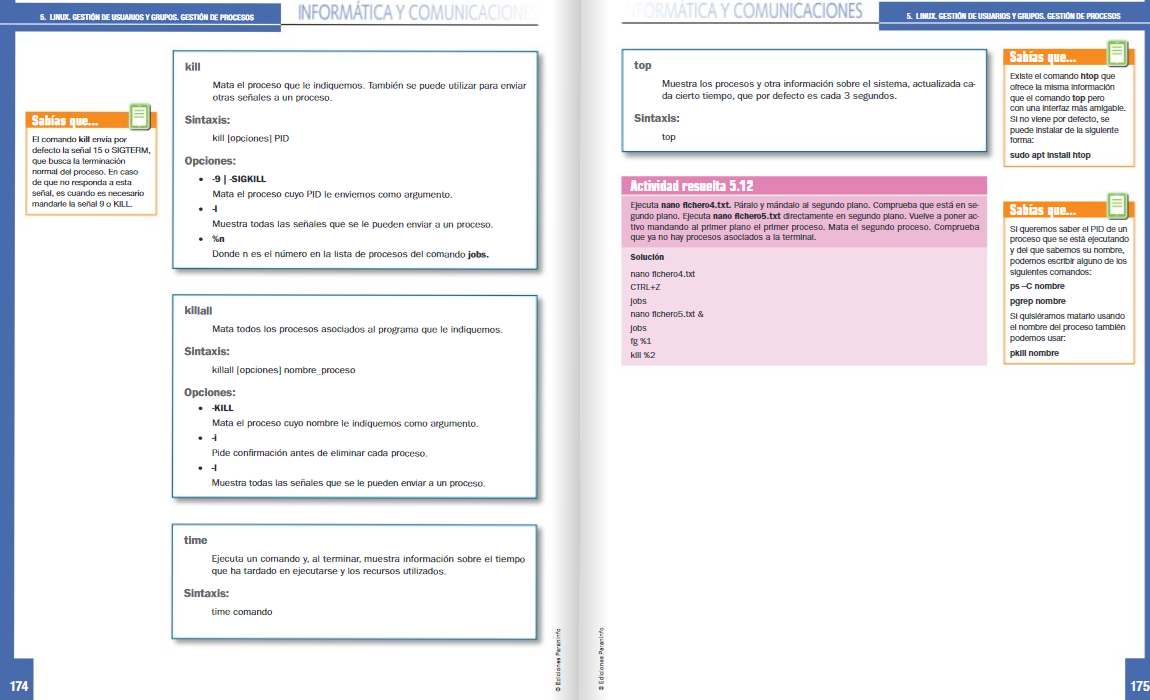 5. LINUX. GESTIÓN DE USUARIOS Y GRUPOS. GESTIÓN DE PROCESOS
INFORMÁTICA Y COMUNICACIONES
Sabías que...
El comando kill envía por
defecto la señal 15 o SIGTERM,
que busca la terminación
normal del proceso. En caso
de que no responda a esta
señal, es cuando es necesario
mandarle la señal 9 o KILL.
kill
Mata el proceso que le indiquemos. También se puede utilizar para enviar
otras señales a un proceso.
Sintaxis:
kill [opciones] PID
Opciones:
• -9 | -SIGKILL
Mata el proceso cuyo PID le enviemos como argumento.
• -l
Muestra todas las señales que se le pueden enviar a un proceso.
• %n
Donde n es el número en la lista de procesos del comando jobs.
killall
Mata todos los procesos asociados al programa que le indiquemos.
Sintaxis:
killall [opciones] nombre_proceso
Opciones:
• -KILL
Mata el proceso cuyo nombre le indiquemos como argumento.
• -i
Pide confirmación antes de eliminar cada proceso.
• -l
Muestra todas las señales que se le pueden enviar a un proceso.
time
Ejecuta un comando y, al terminar, muestra información sobre el tiempo
que ha tardado en ejecutarse y los recursos utilizados.
Sintaxis:
time comando
© Ediciones Paraninfo
174
INFORMÁTICA Y COMUNICACIONES
5. LINUX. GESTIÓN DE USUARIOS Y GRUPOS. GESTIÓN DE PROCESOS
top
Muestra los procesos y otra información sobre el sistema, actualizada ca-
da cierto tiempo, que por defecto es cada 3 segundos.
Sintaxis:
top
Actividad resuelta 5.12
Ejecuta nano fichero4.txt. Páralo y mándalo al segundo plano. Comprueba que está en se-
gundo plano. Ejecuta nano fichero5.txt directamente en segundo plano. Vuelve a poner ac-
tivo mandando al primer plano el primer proceso. Mata el segundo proceso. Comprueba
que ya no hay procesos asociados a la terminal.
Solución
nano fichero4.txt
CTRL+Z
jobs
nano fichero5.txt &
jobs
fg %1
kill %2
Sabías que...
Existe el comando htop que
ofrece la misma información
que el comando top pero
con una interfaz más amigable.
Si no viene por defecto, se
puede instalar de la siguiente
forma:
sudo apt install htop
Sabías que...
Si queremos saber el PID de un
proceso que se está ejecutando
y del que sabemos su nombre,
podemos escribir alguno de los
siguientes comandos:
ps –C nombre
pgrep nombre
Si quisiéramos matarlo usando
el nombre del proceso también
podemos usar:
pkill nombre
© Ediciones Paraninfo
175